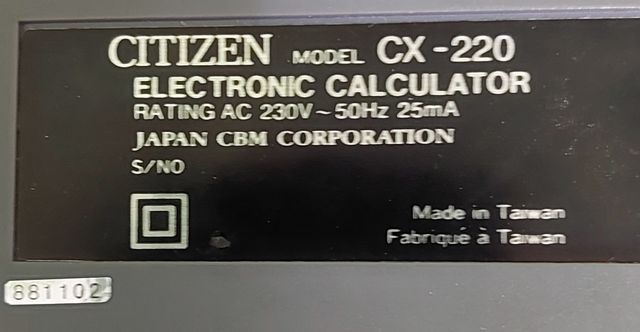 CITIZEN MODEL CX-220
ELECTRONIC CALCULATOR
RATING AC 230V~50Hz 25mA
JAPAN CBM CORPORATION
S/NO
Made in Taiwan
Fabriqué à Taiwan
881102